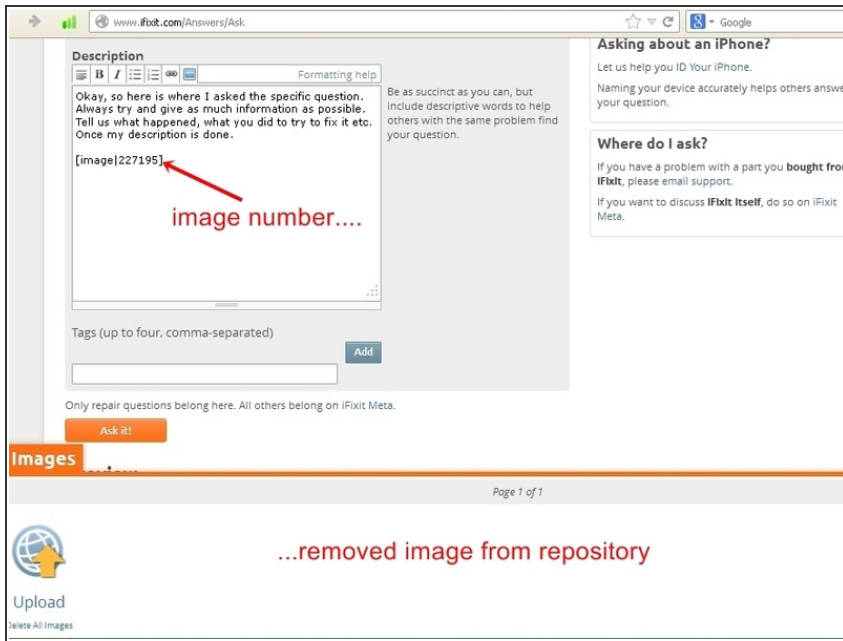 www.ifixit.com/Answers/Ask
Google
Description
B I
Formatting help
Okay, so here is where I asked the specific question.
Always try and give as much information as possible.
Tell us what happened, what you did to try to fix it etc.
Once my description is done.
[image|227195]
image number....
Be as succinct as you can, but
include descriptive words to help
others with the same problem find
your question.
Tags (up to four, comma-separated)
Add
Only repair questions belong here. All others belong on iFixit Meta.
Ask it!
Asking about an iPhone?
Let us help you ID Your iPhone.
Naming your device accurately helps others answe
your question.
Where do I ask?
If you have a problem with a part you bought from
iFixit, please email support.
If you want to discuss iFixit itself, do so on iFixit
Meta.
Images
Page 1 of 1
...removed image from repository
Upload
Delete All Images